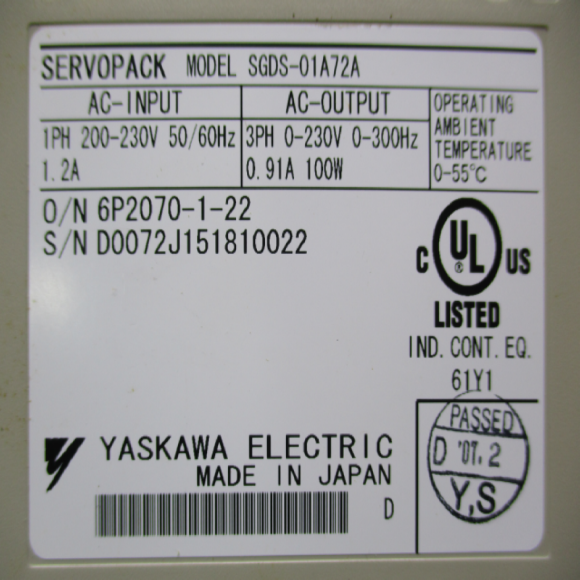 SERVOPACK MODEL SGDS-01A72A
AC-INPUT
1PH 200-230V 50/60Hz
1.2A
AC-OUTPUT
3PH 0-230V 0-300Hz
0.91A 100W
OPERATING
AMBIENT
TEMPERATURE
0-55℃
O/N 6P2070-1-22
S/N D0072J151810022
C UL ® US
LISTED
IND. CONT. EQ.
61Y1
PASSED
D '07.2
Y,S
YASKAWA ELECTRIC
MADE IN JAPAN
D